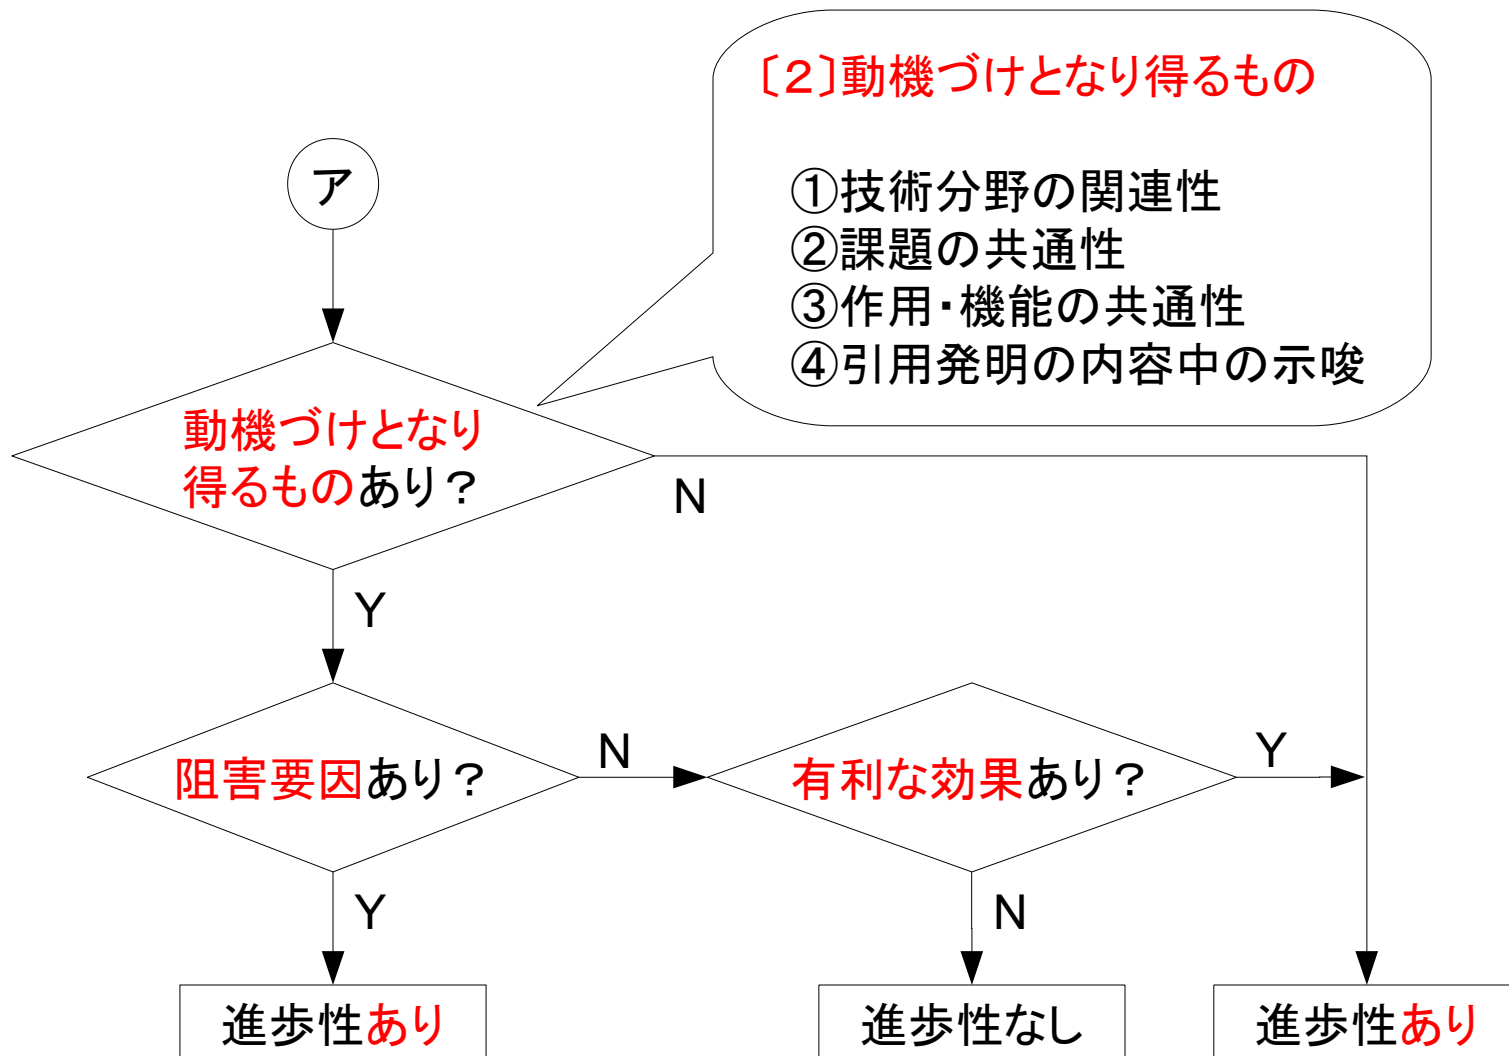 〔２〕動機づけとなり得るもの
①技術分野の関連性
②課題の共通性
③作用・機能の共通性
④引用発明の内容中の示唆
ア
動機づけとなり
得るものあり？
N
Y
阻害要因あり？
N
有利な効果あり？
Y
Y
N
進歩性あり
進歩性なし
進歩性あり